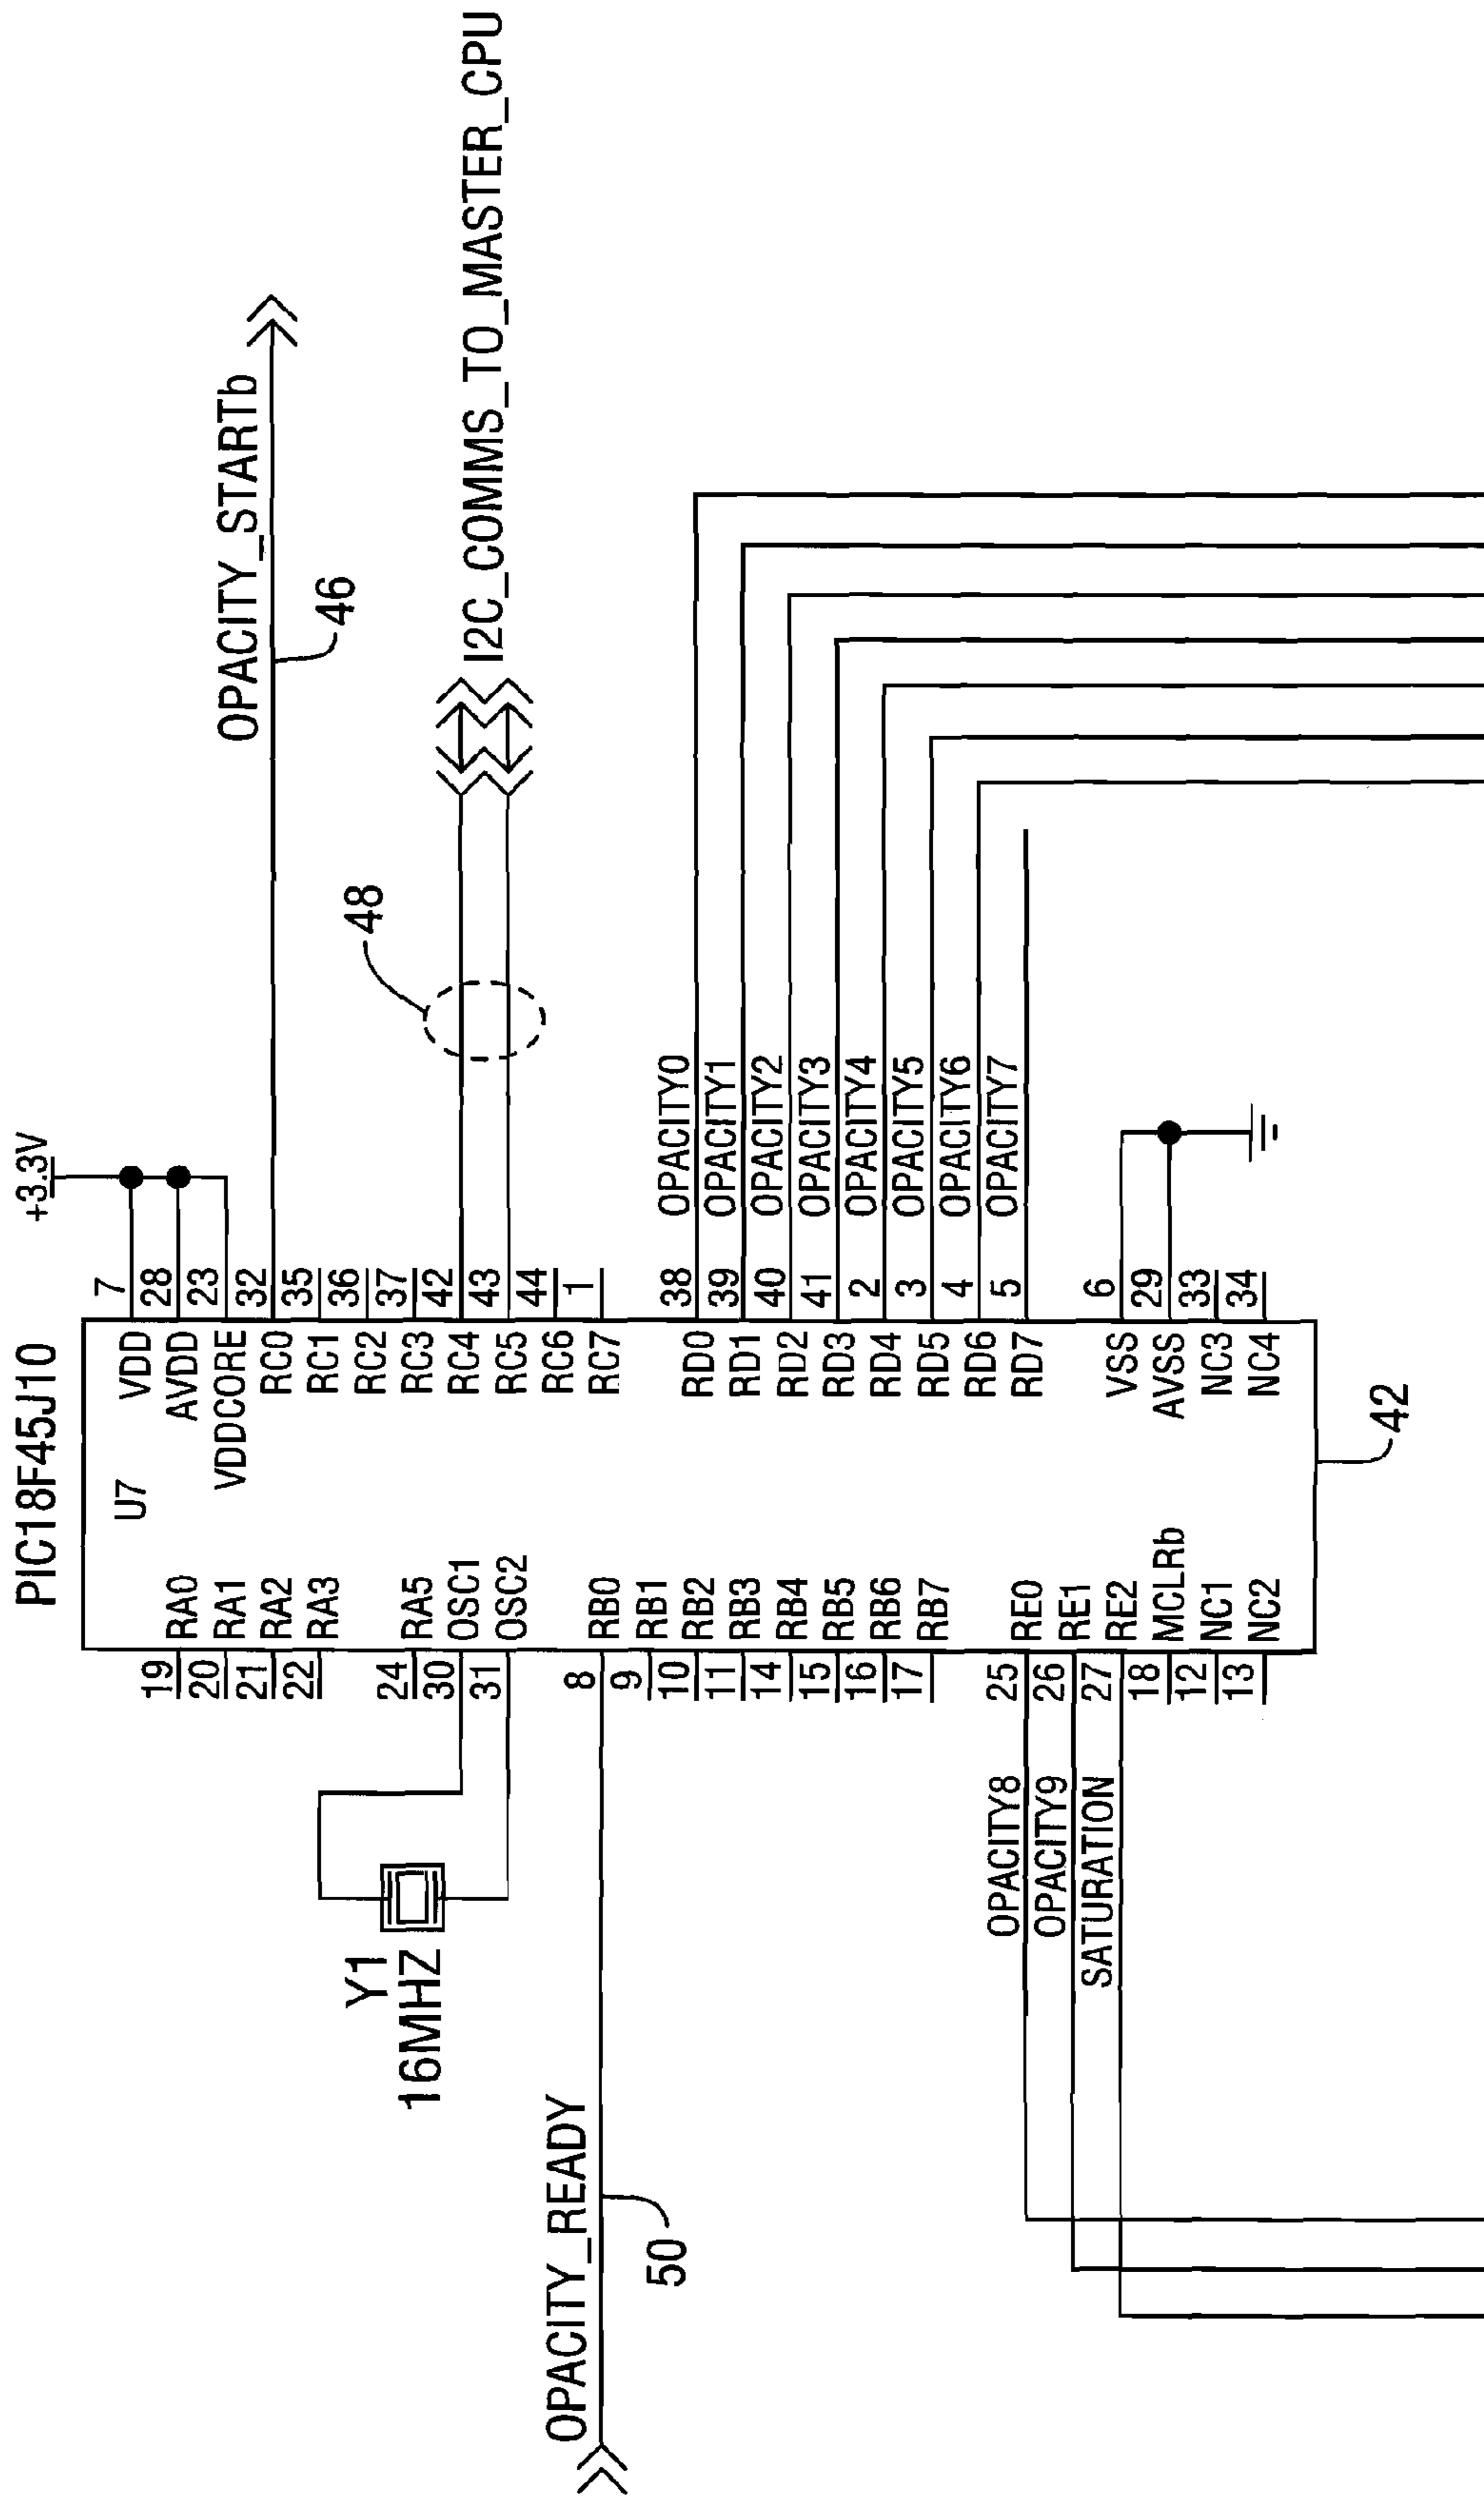 PIC18F45J10
U7
+3.3V
RA0 19
RA1 20
RA2 21
RA3 22
RA5 24
OSC1 30
OSC2 31
RB0 8
RB1 9
RB2 10
RB3 11
RB4 14
RB5 15
RB6 16
RB7 17
RE0 25
RE1 26
RE2 27
MCLRb 18
NC1 12
NC2 13
VDD 7
AVDD 28
VDDCORE 23
RC0 32
RC1 35
RC2 36
RC3 37
RC4 42
RC5 43
RC6 44
RC7 1
RD0 38 OPACITY0
RD1 39 OPACITY1
RD2 40 OPACITY2
RD3 41 OPACITY3
RD4 2 OPACITY4
RD5 3 OPACITY5
RD6 4 OPACITY6
RD7 5 OPACITY7
VSS 6
AVSS 29
NC3 33
NC4 34
Y1
16MHZ
OPACITY_READY
50
OPACITY8
OPACITY9
SATURATION
OPACITY_STARTb
46
48
I2C_COMMS_TO_MASTER_CPU
42